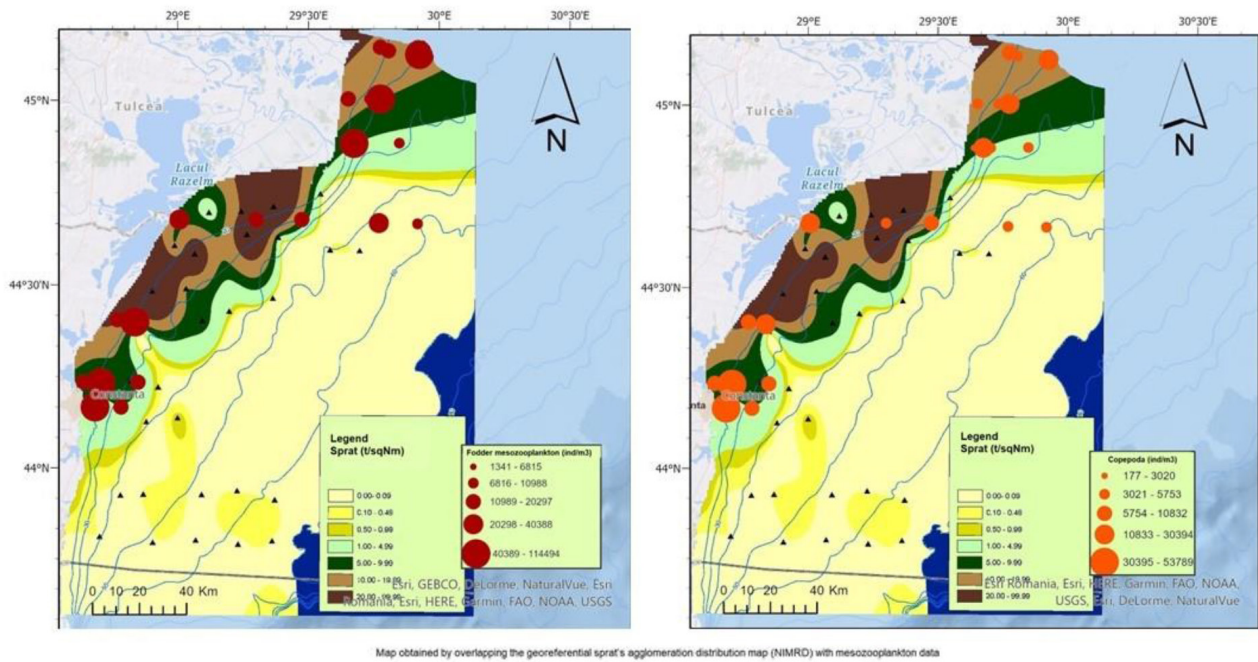 29°E
29°30'E
30°E
30°30'E
45°N
44°30'N
44°N
Tulcea
Lacul
Razelm
Constanta
N
Legend
Sprat (t/sqNm)
0.00- 0.09
0.10 - 0.49
0.50 - 0.99
1.00 - 4.99
5.00 - 9.99
10.00 - 19.99
20.00 - 99.99
Fodder mesozooplankton (ind/m3)
1341 - 6815
6816 - 10988
10989 - 20297
20298 - 40388
40389 - 114494
0 10 20 40 Km
Esri, GEBCO, DeLorme, NaturalVue, Esri
Romania, Esri, HERE, Garmin, FAO, NOAA, USGS
29°E
29°30'E
30°E
30°30'E
45°N
44°30'N
44°N
Tulcea
Lacul
Razelm
nta
Constanta
N
Legend
Sprat (t/sqNm)
0.00- 0.09
0.10 - 0.49
0.50 - 0.99
1.00 - 4.99
5.00 - 9.99
10.00 - 19.99
20.00 - 99.99
Copepoda (ind/m3)
177 - 3020
3021 - 5753
5754 - 10832
10833 - 30394
30395 - 53789
0 10 20 40 Km
Esri Romania, Esri, HERE, Garmin, FAO, NOAA,
USGS, Esri, DeLorme, NaturalVue
Map obtained by overlapping the georeferential sprat's agglomeration distribution map (NIMRD) with mesozooplankton data